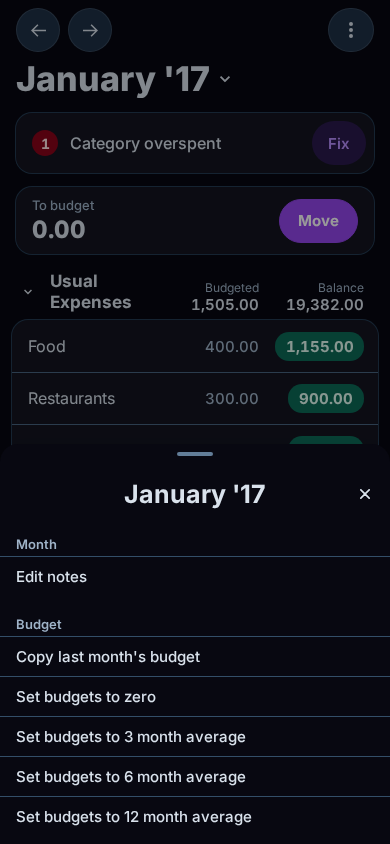 January '17
1 Category overspent Fix
To budget
0.00 Move
Usual
Expenses
Budgeted Balance
1,505.00 19,382.00
Food 400.00 1,155.00
Restaurants 300.00 900.00
January '17
Month
Edit notes
Budget
Copy last month's budget
Set budgets to zero
Set budgets to 3 month average
Set budgets to 6 month average
Set budgets to 12 month average